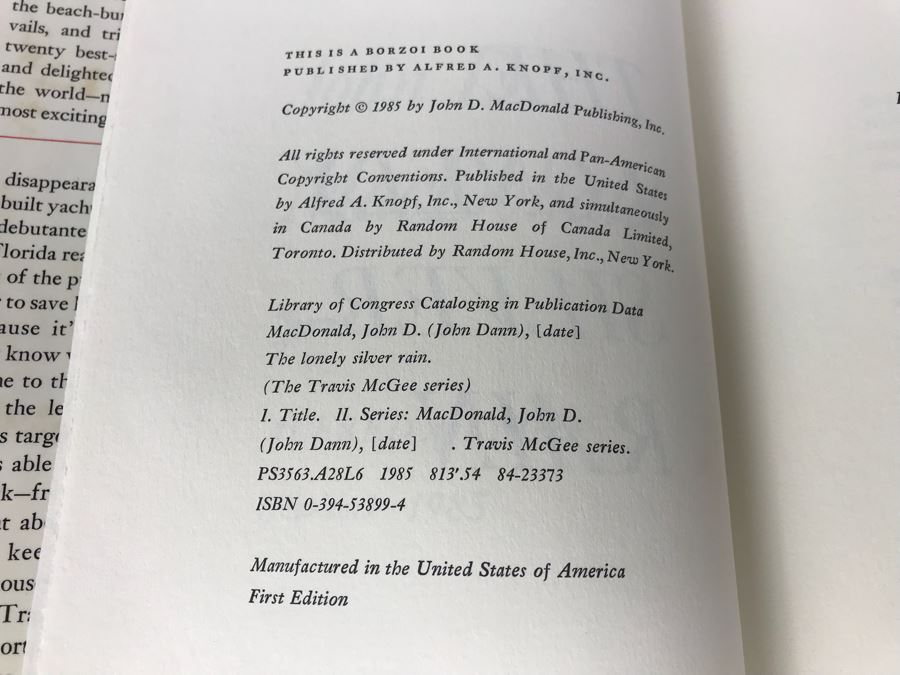 the beach-bu
vails, and tri
twenty best-
and delighted
the world—n
most exciting
disappeara
built yach
debutante
Florida rea
of the p
to save
ause it'
know
e to th
the le
s targe
s able
k—fr
t ab
kee
ous
Tra
ort
THIS IS A BORZOI BOOK
PUBLISHED BY ALFRED A. KNOPF, INC.
Copyright © 1985 by John D. MacDonald Publishing, Inc.
All rights reserved under International and Pan-American
Copyright Conventions. Published in the United States
by Alfred A. Knopf, Inc., New York, and simultaneously
in Canada by Random House of Canada Limited,
Toronto. Distributed by Random House, Inc., New York.
Library of Congress Cataloging in Publication Data
MacDonald, John D. (John Dann), [date]
The lonely silver rain.
(The Travis McGee series)
I. Title. II. Series: MacDonald, John D.
(John Dann), [date] . Travis McGee series.
PS3563.A28L6 1985 813'.54 84-23373
ISBN 0-394-53899-4
Manufactured in the United States of America
First Edition